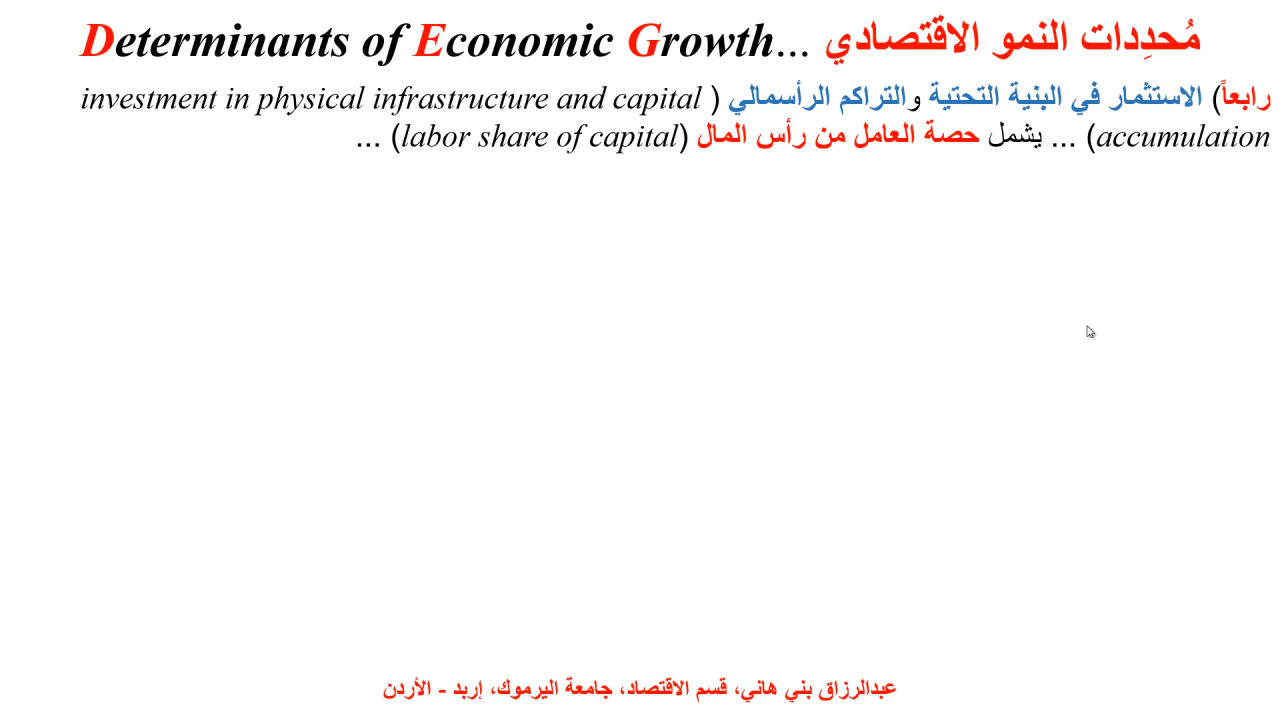 مُحدِدات النمو الاقتصادي ...Determinants of Economic Growth
رابعاً) الاستثمار في البنية التحتية والتراكم الرأسمالي (investment in physical infrastructure and capital
accumulation) ... يشمل حصة العامل من رأس المال (labor share of capital) ...
عبدالرزاق بني هاني، قسم الاقتصاد، جامعة اليرموك، إربد - الأردن